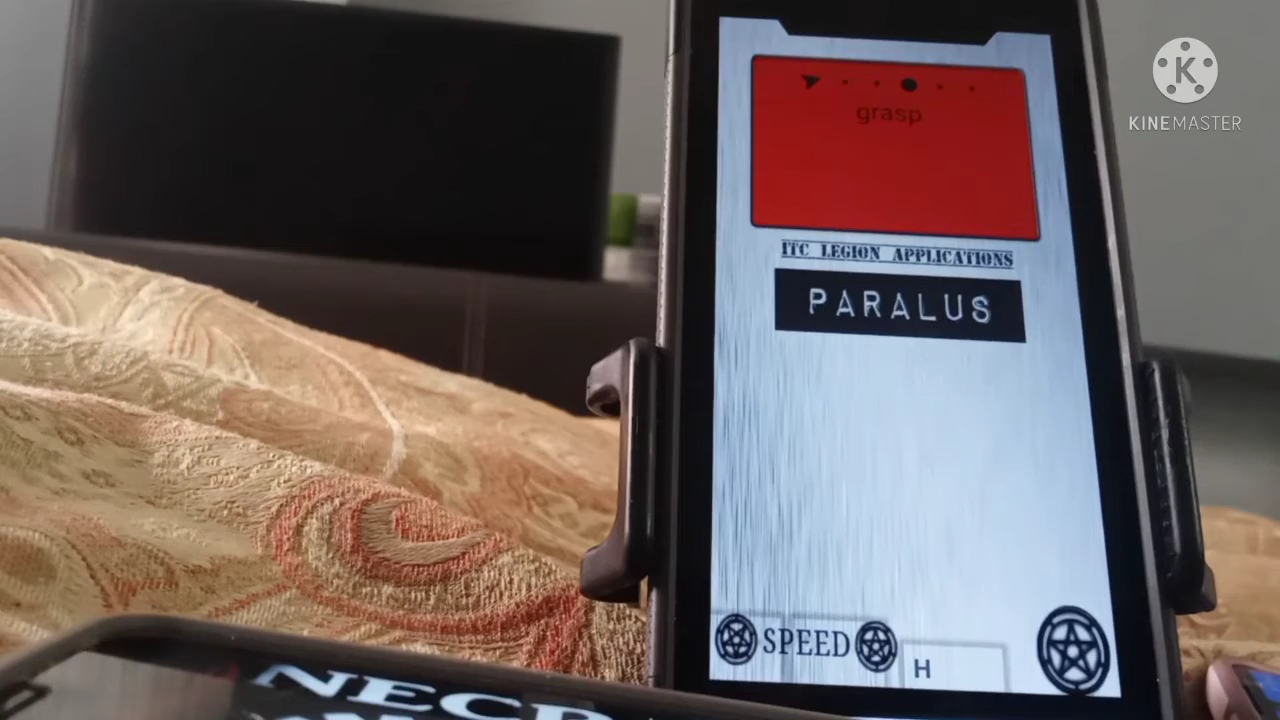 grasp
ITC LEGION APPLICATIONS
PARALUS
SPEED
H
K
KINEMASTER